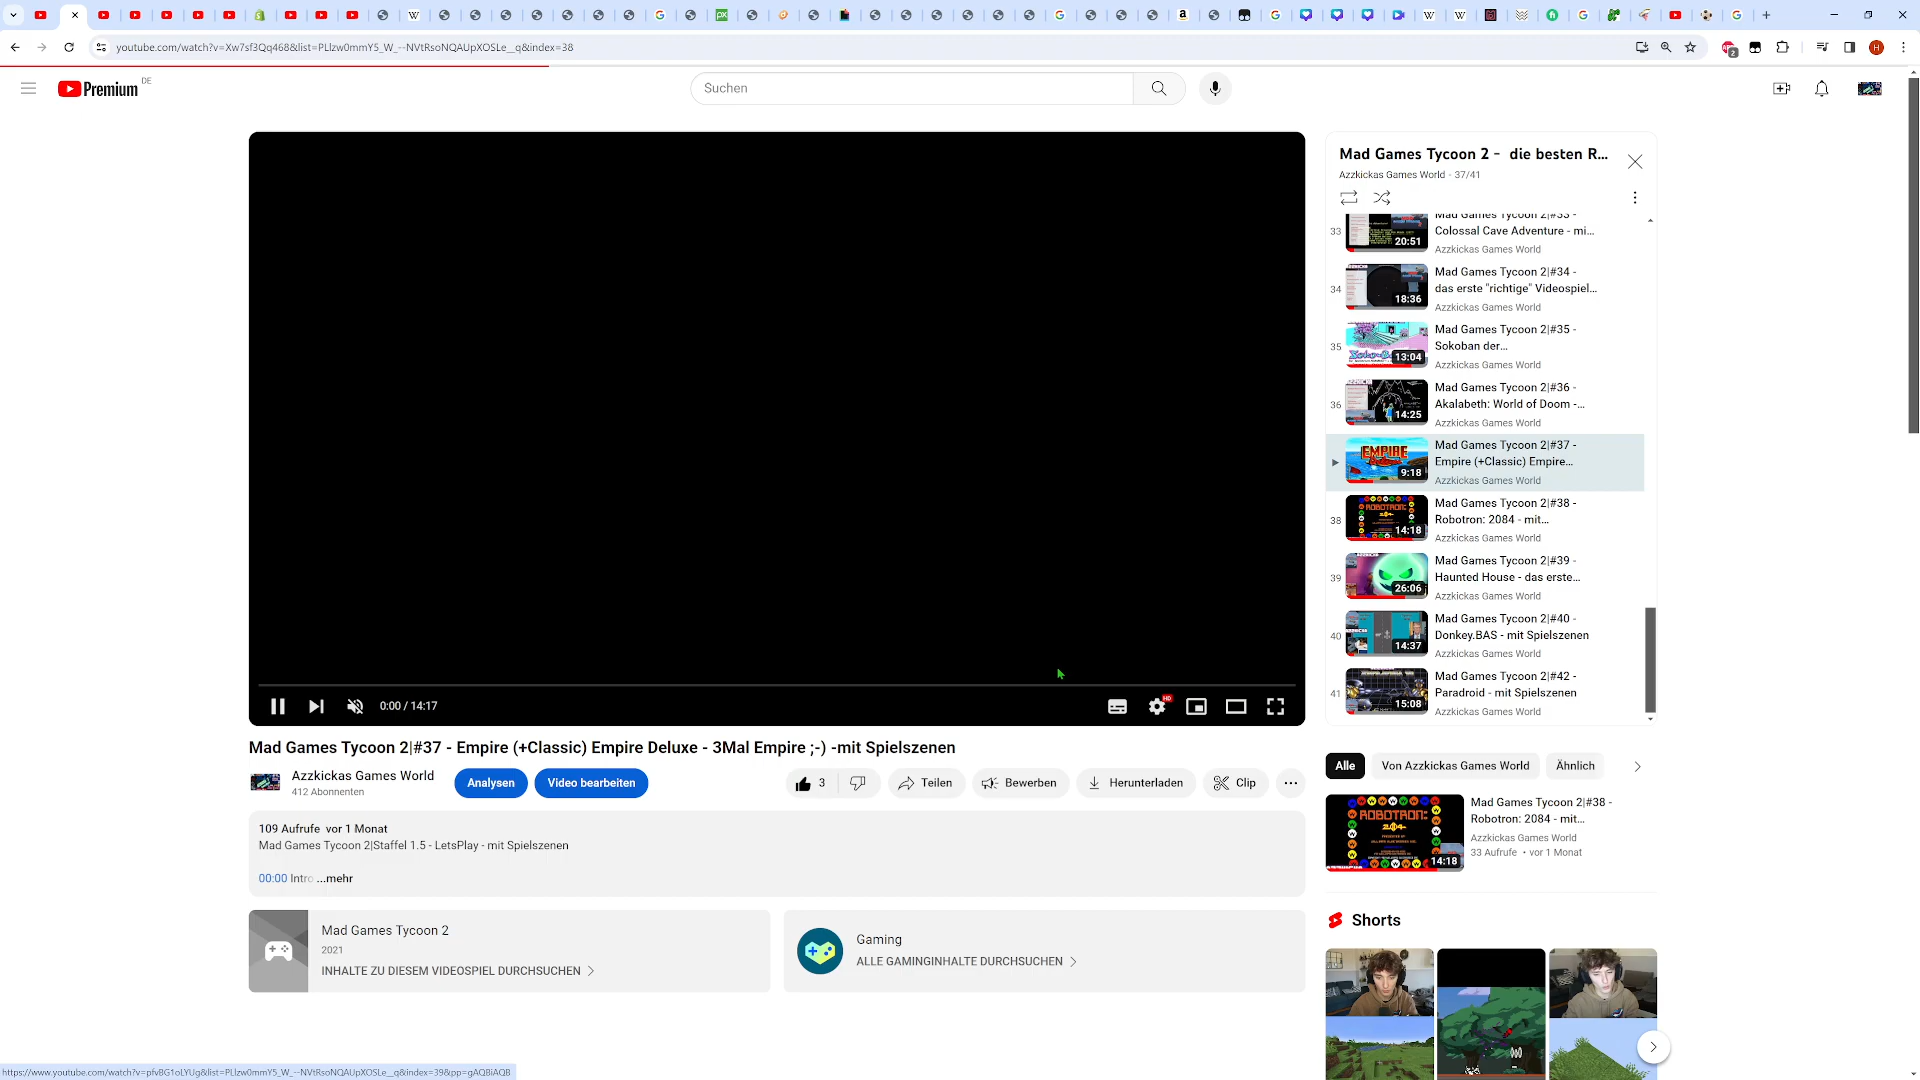 youtube.com/watch?v=Xw7sf3Qq468&list=PLlzw0mmY5_W_--NVtRsoNQAUpXOSLe__q&index=38
Premium DE
Suchen
Mad Games Tycoon 2 - die besten R...
Azzkickas Games World - 37/41
33
Mad Games Tycoon 2|#33 -
Colossal Cave Adventure - mi...
20:51
Azzkickas Games World
34
Mad Games Tycoon 2|#34 -
das erste "richtige" Videospiel...
18:36
Azzkickas Games World
35
Mad Games Tycoon 2|#35 -
Sokoban der...
13:04
Azzkickas Games World
36
Mad Games Tycoon 2|#36 -
Akalabeth: World of Doom -...
14:25
Azzkickas Games World
EMPIRE
Mad Games Tycoon 2|#37 -
Empire (+Classic) Empire...
9:18
Azzkickas Games World
38
ROBOTRON:
Mad Games Tycoon 2|#38 -
Robotron: 2084 - mit...
14:18
Azzkickas Games World
39
Mad Games Tycoon 2|#39 -
Haunted House - das erste...
26:06
Azzkickas Games World
40
Mad Games Tycoon 2|#40 -
Donkey.BAS - mit Spielszenen
14:37
Azzkickas Games World
41
Mad Games Tycoon 2|#42 -
Paradroid - mit Spielszenen
15:08
Azzkickas Games World
0:00 / 14:17
HD
Mad Games Tycoon 2|#37 - Empire (+Classic) Empire Deluxe - 3Mal Empire ;-) -mit Spielszenen
Azzkickas Games World
412 Abonnenten
Analysen
Video bearbeiten
3
Teilen
Bewerben
Herunterladen
Clip
109 Aufrufe vor 1 Monat
Mad Games Tycoon 2|Staffel 1.5 - LetsPlay - mit Spielszenen
00:00 Intro ...mehr
Mad Games Tycoon 2
2021
INHALTE ZU DIESEM VIDEOSPIEL DURCHSUCHEN
Gaming
ALLE GAMINGINHALTE DURCHSUCHEN
Alle
Von Azzkickas Games World
Ähnlich
ROBOTRON:
14:18
Mad Games Tycoon 2|#38 -
Robotron: 2084 - mit...
Azzkickas Games World
33 Aufrufe • vor 1 Monat
Shorts
https://www.youtube.com/watch?v=pfvBG1oLYUg&list=PLlzw0mmY5_W_--NVtRsoNQAUpXOSLe__q&index=39&pp=gAQBiAQB